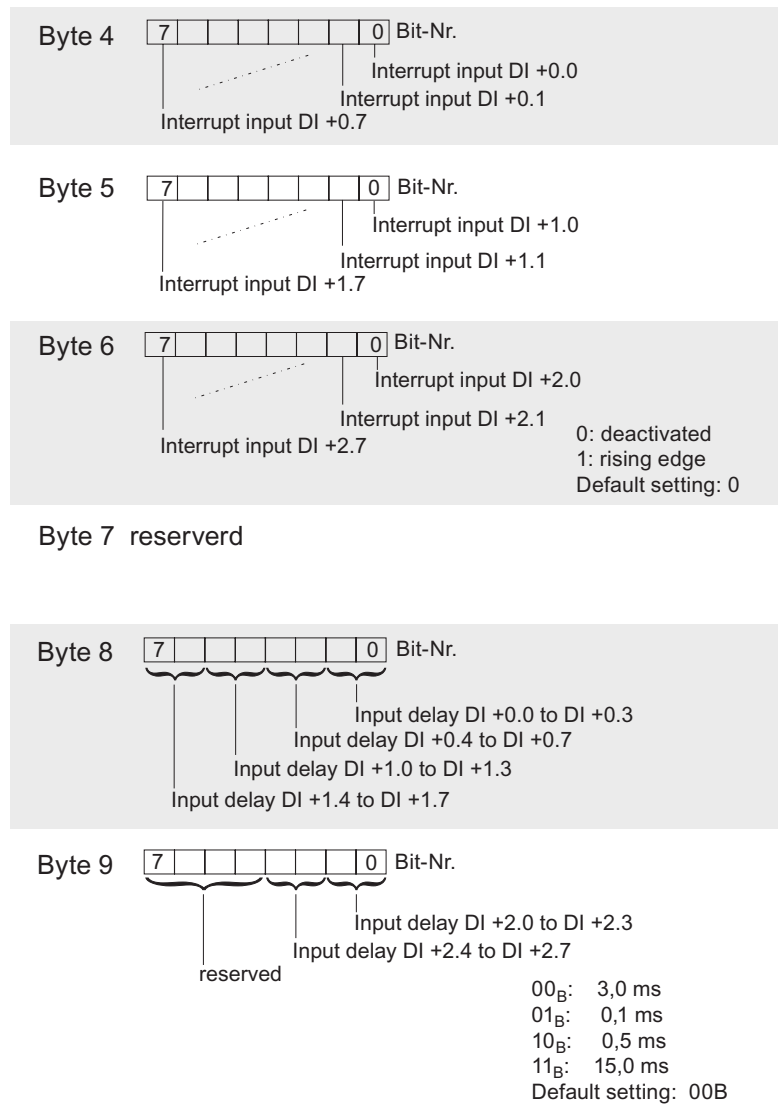 Byte 4 7 0 Bit-Nr.
Interrupt input DI +0.0
Interrupt input DI +0.1
Interrupt input DI +0.7
Byte 5 7 0 Bit-Nr.
Interrupt input DI +1.0
Interrupt input DI +1.1
Interrupt input DI +1.7
Byte 6 7 0 Bit-Nr.
Interrupt input DI +2.0
Interrupt input DI +2.1
Interrupt input DI +2.7
0: deactivated
1: rising edge
Default setting: 0
Byte 7 reserverd
Byte 8 7 0 Bit-Nr.
Input delay DI +0.0 to DI +0.3
Input delay DI +0.4 to DI +0.7
Input delay DI +1.0 to DI +1.3
Input delay DI +1.4 to DI +1.7
Byte 9 7 0 Bit-Nr.
Input delay DI +2.0 to DI +2.3
Input delay DI +2.4 to DI +2.7
reserved
00B: 3,0 ms
01B: 0,1 ms
10B: 0,5 ms
11B: 15,0 ms
Default setting: 00B